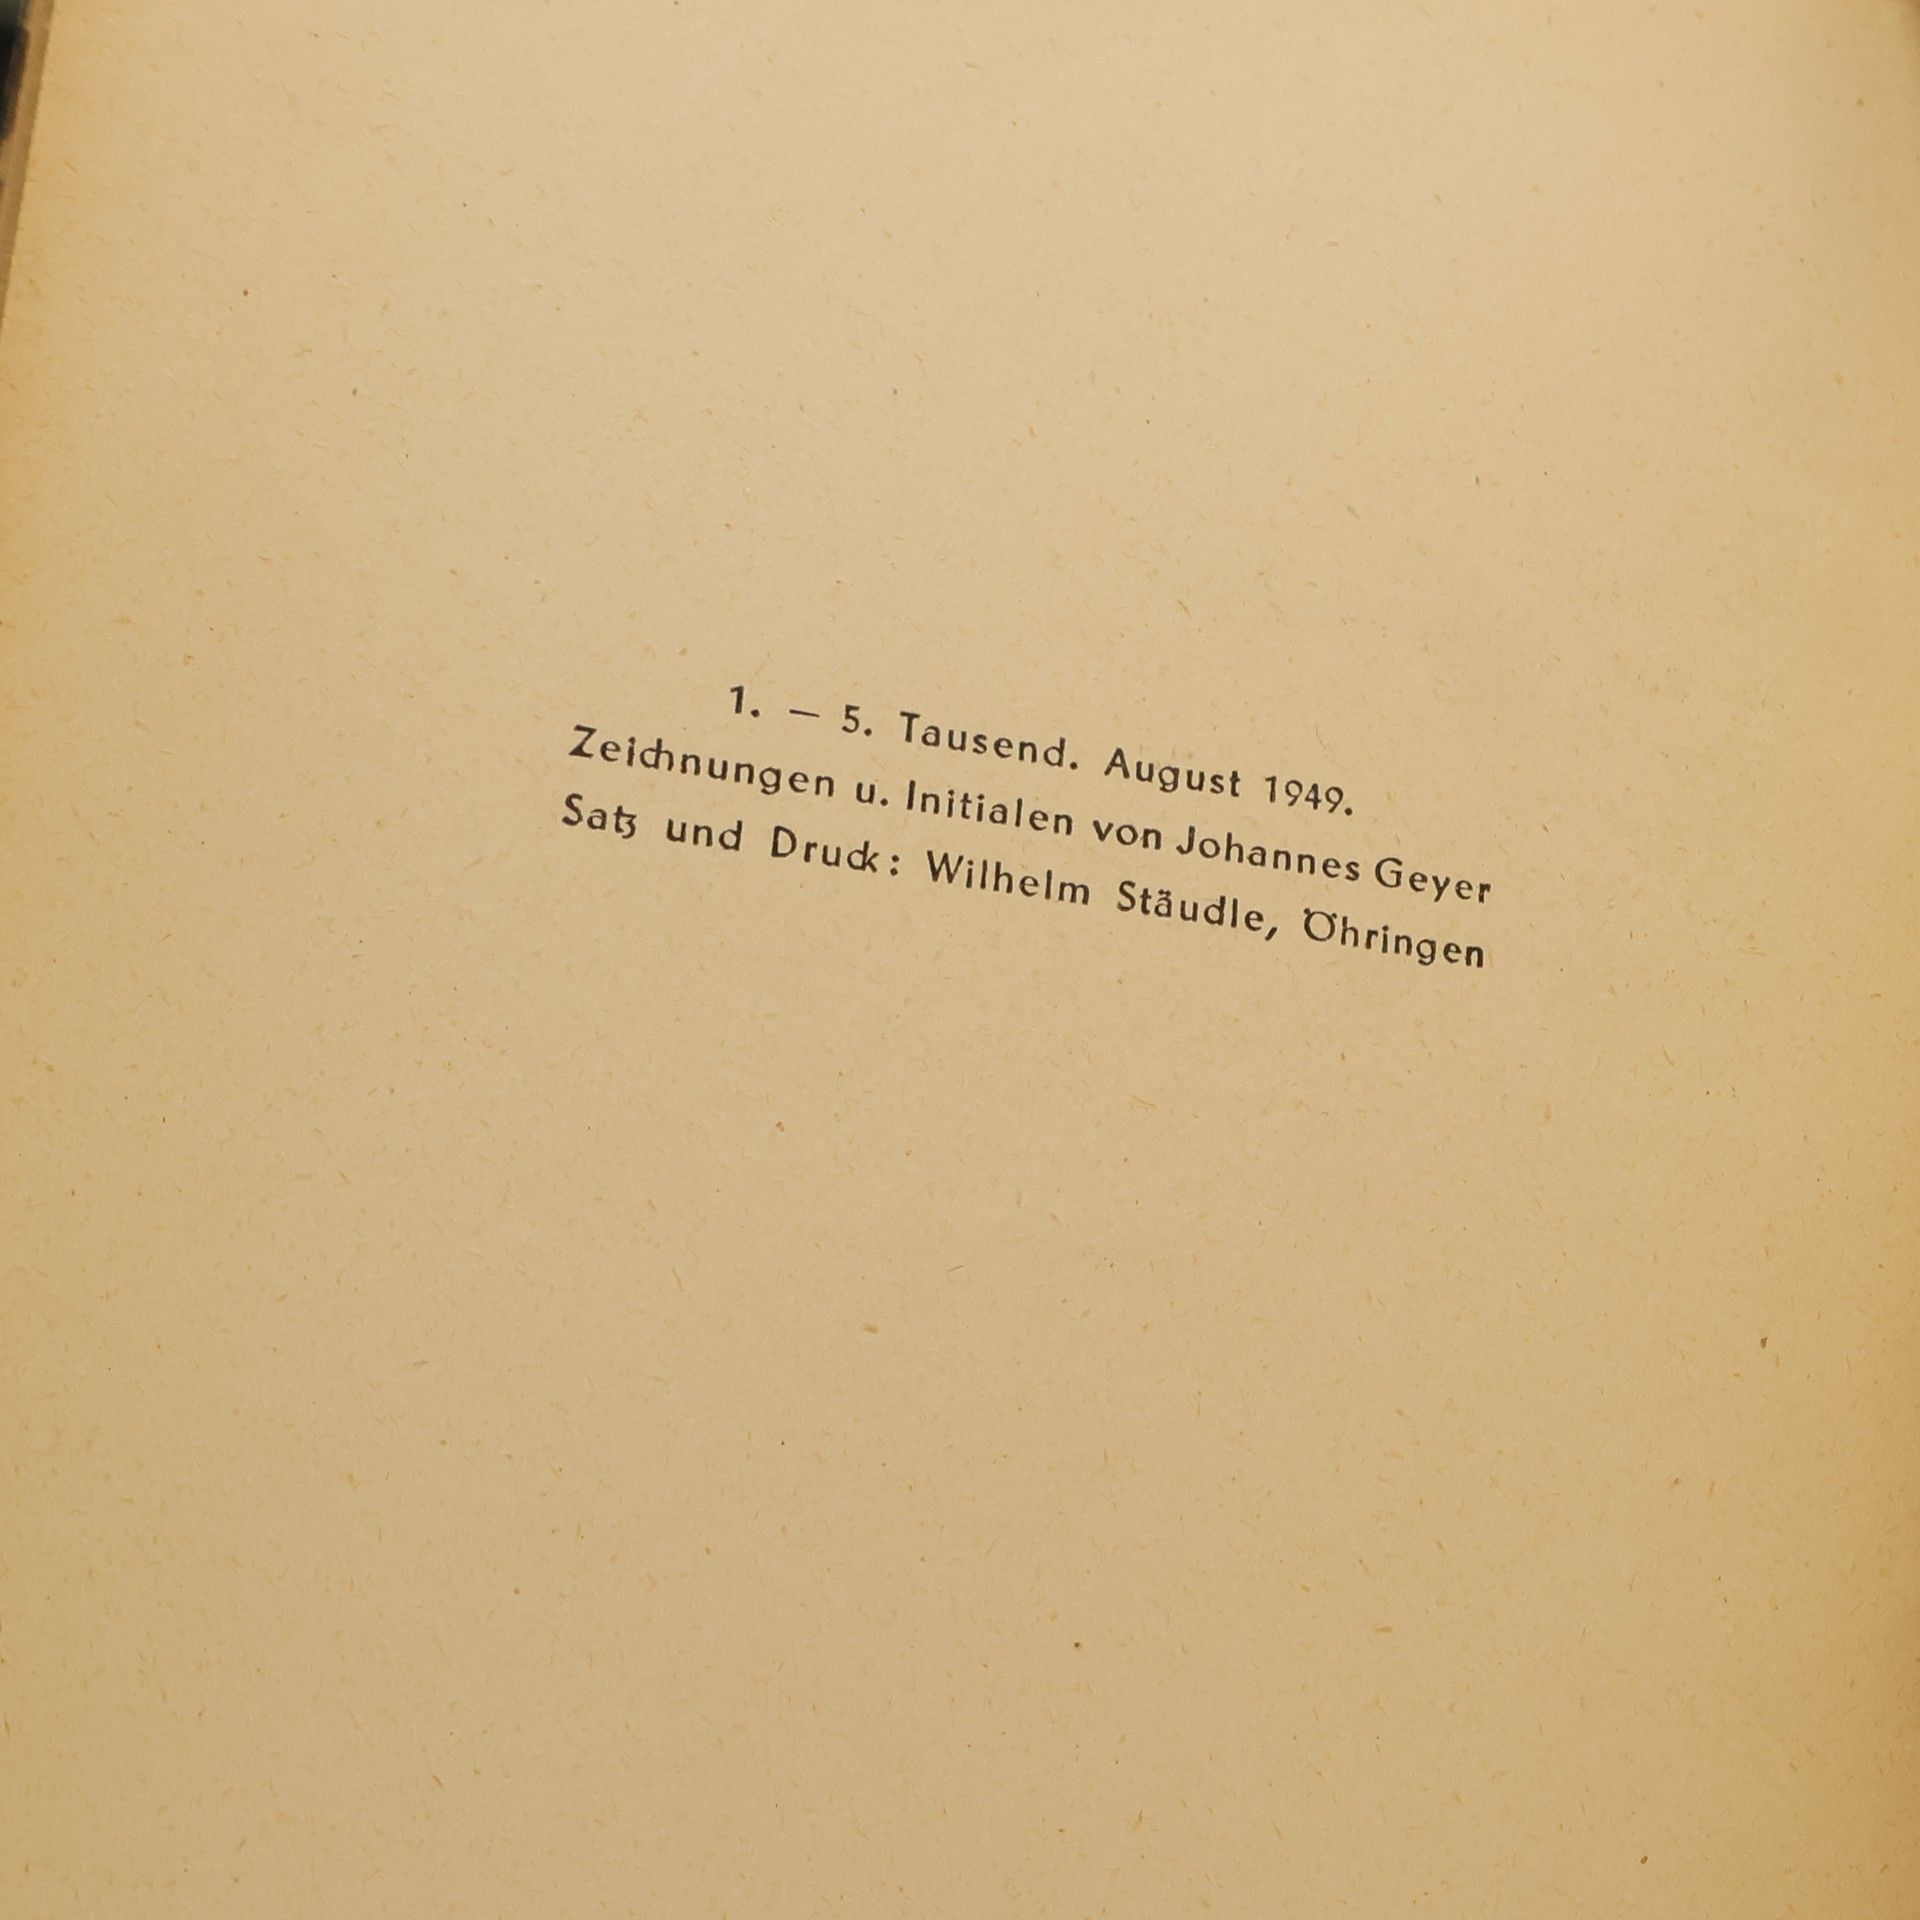 1. – 5. Tausend. August 1949.
Zeichnungen u. Initialen von Johannes Geyer
Satz und Druck: Wilhelm Stäudle, Öhringen